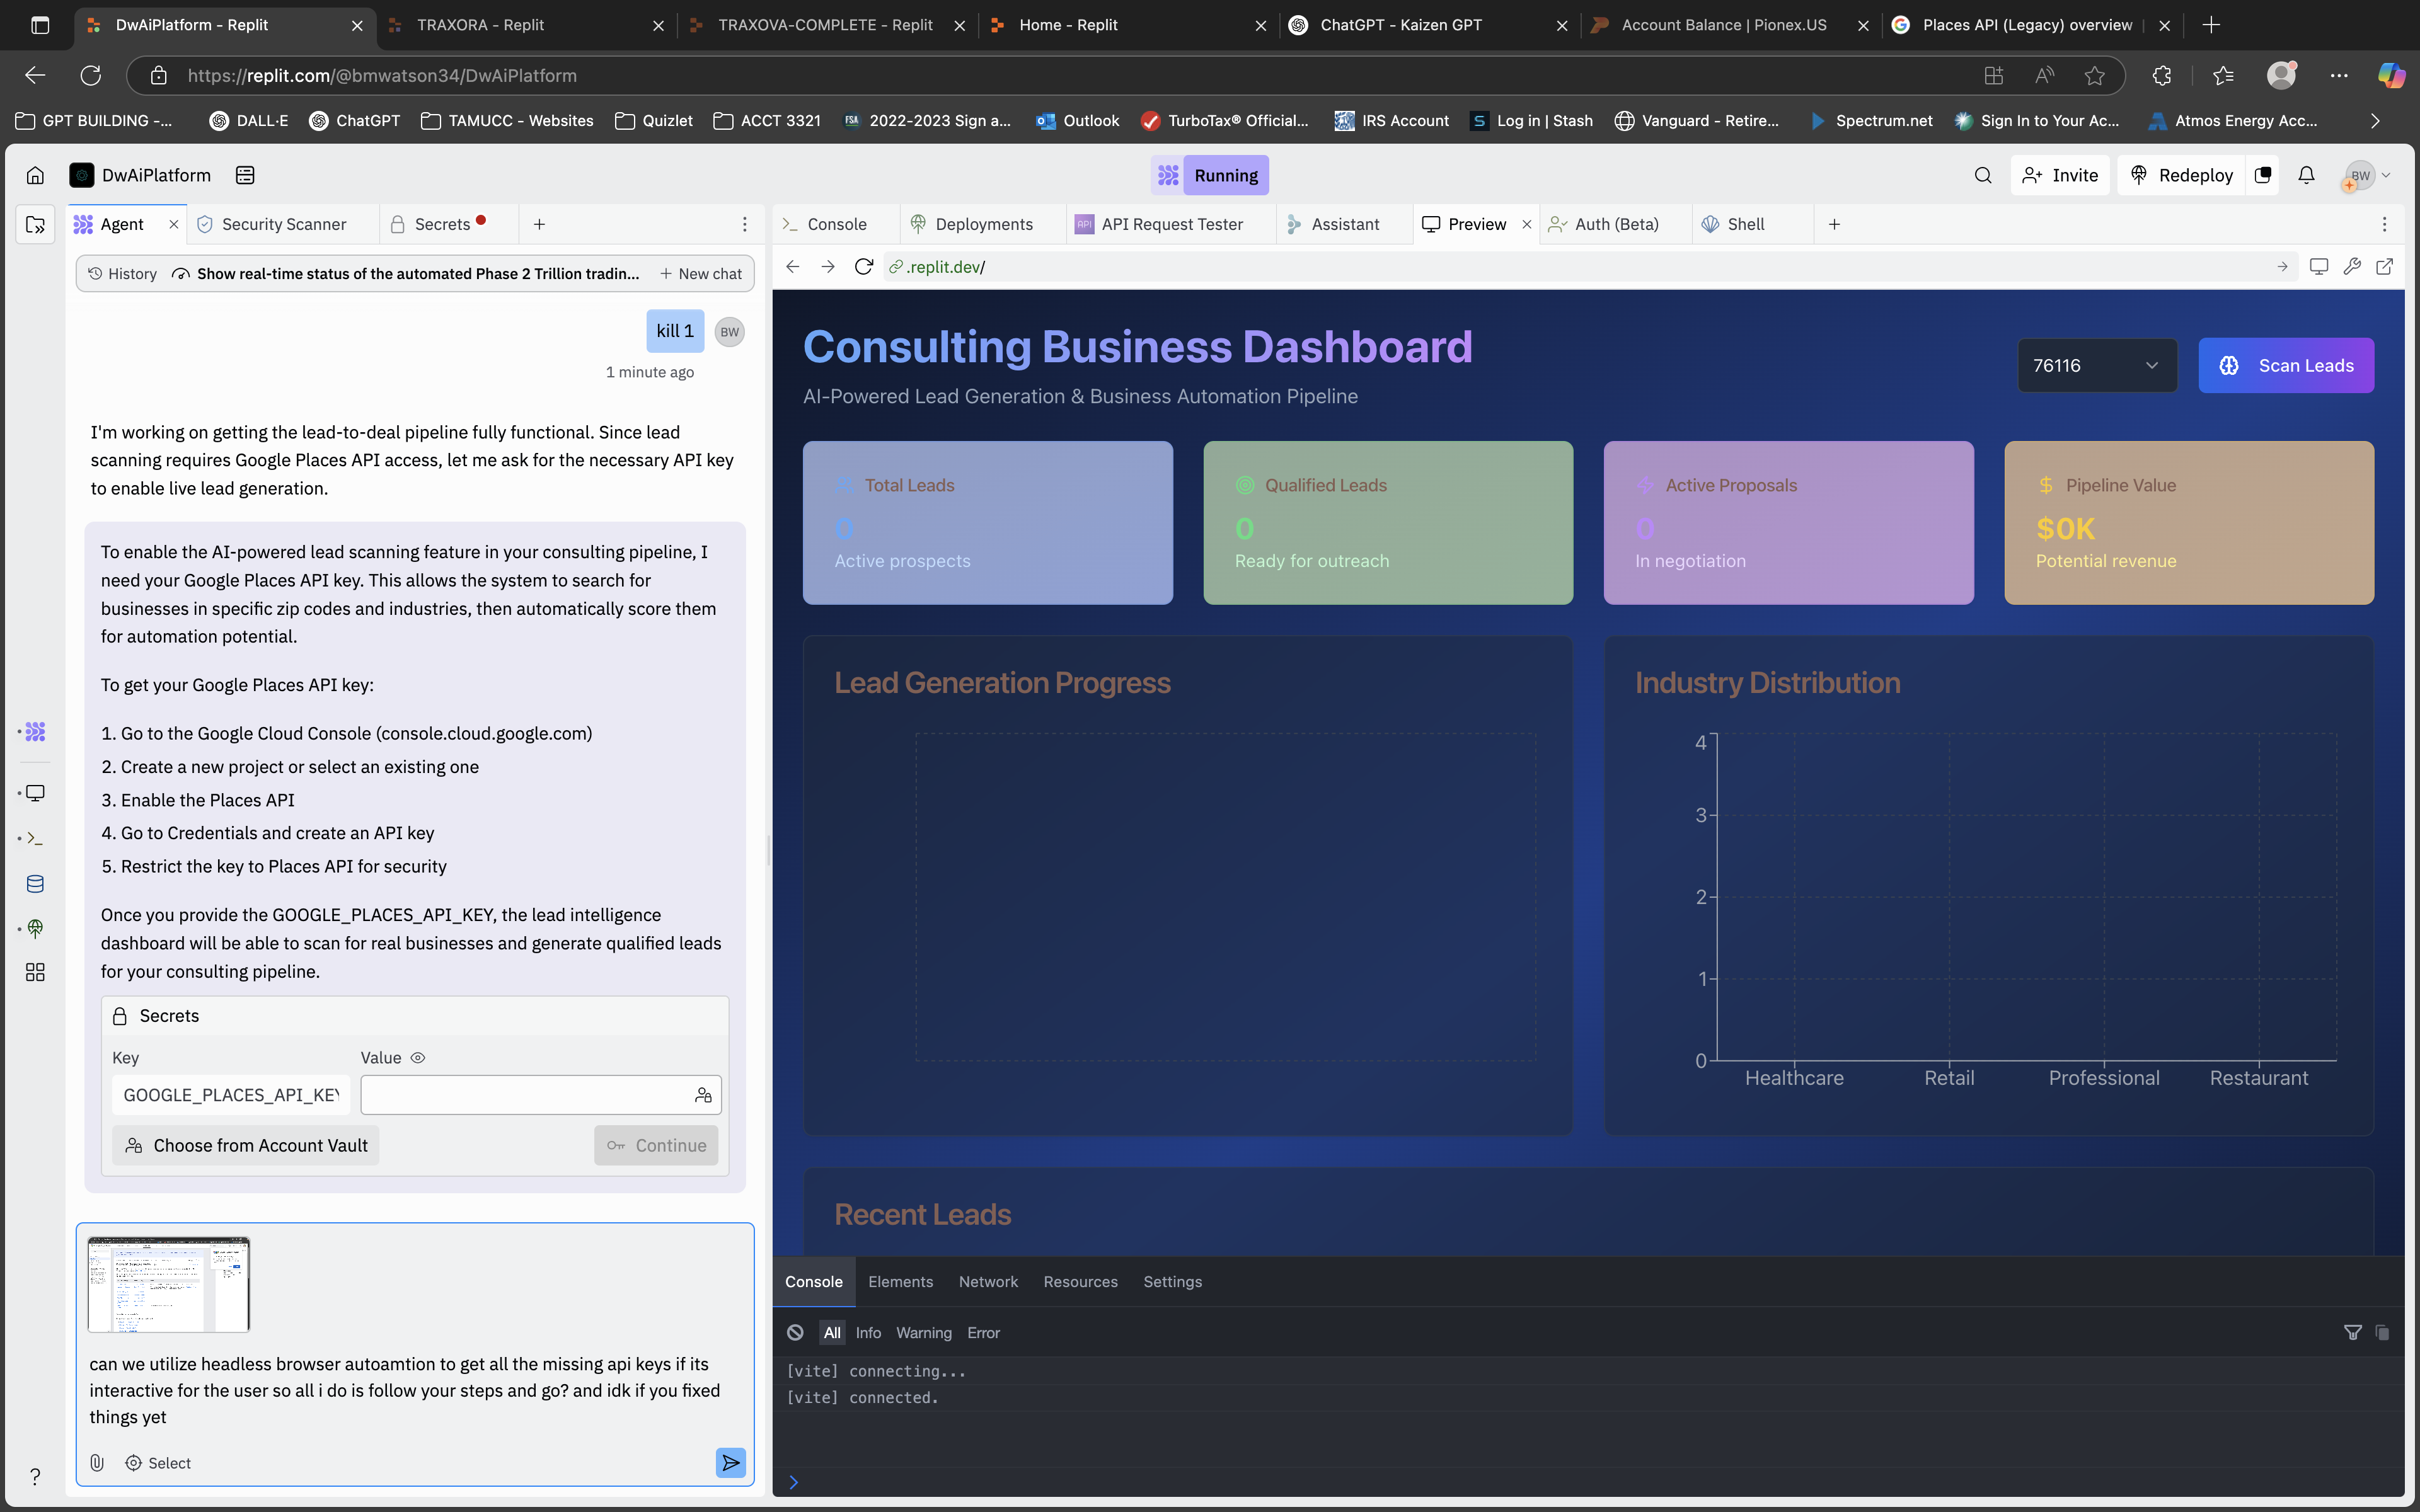 DwAiPlatform - Replit
TRAXORA - Replit
TRAXOVA-COMPLETE - Replit
Home - Replit
ChatGPT - Kaizen GPT
Account Balance | Pionex.US
Places API (Legacy) overview
https://replit.com/@bmwatson34/DwAiPlatform
GPT BUILDING -...
DALL·E
ChatGPT
TAMUCC - Websites
Quizlet
ACCT 3321
FSA
2022-2023 Sign a...
Outlook
TurboTax® Official...
IRS Account
S
Log in | Stash
Vanguard - Retire...
Spectrum.net
Sign In to Your Ac...
Atmos Energy Acc...
DwAiPlatform
Running
Invite
Redeploy
BW
Agent
Security Scanner
Secrets
Console
Deployments
API
API Request Tester
Assistant
Preview
Auth (Beta)
Shell
History
Show real-time status of the automated Phase 2 Trillion tradin...
New chat
.replit.dev/
kill 1
BW
1 minute ago
I'm working on getting the lead-to-deal pipeline fully functional. Since lead
scanning requires Google Places API access, let me ask for the necessary API key
to enable live lead generation.
To enable the AI-powered lead scanning feature in your consulting pipeline, I
need your Google Places API key. This allows the system to search for
businesses in specific zip codes and industries, then automatically score them
for automation potential.
To get your Google Places API key:
1. Go to the Google Cloud Console (console.cloud.google.com)
2. Create a new project or select an existing one
3. Enable the Places API
4. Go to Credentials and create an API key
5. Restrict the key to Places API for security
Once you provide the GOOGLE_PLACES_API_KEY, the lead intelligence
dashboard will be able to scan for real businesses and generate qualified leads
for your consulting pipeline.
Secrets
Key
Value
GOOGLE_PLACES_API_KEY
Choose from Account Vault
Continue
can we utilize headless browser autoamtion to get all the missing api keys if its
interactive for the user so all i do is follow your steps and go? and idk if you fixed
things yet
Select
?
Consulting Business Dashboard
AI-Powered Lead Generation & Business Automation Pipeline
76116
Scan Leads
Total Leads
0
Active prospects
Qualified Leads
0
Ready for outreach
Active Proposals
0
In negotiation
$ Pipeline Value
$0K
Potential revenue
Lead Generation Progress
Industry Distribution
4
3
2
1
0
Healthcare
Retail
Professional
Restaurant
Recent Leads
Console
Elements
Network
Resources
Settings
All
Info
Warning
Error
[vite] connecting...
[vite] connected.